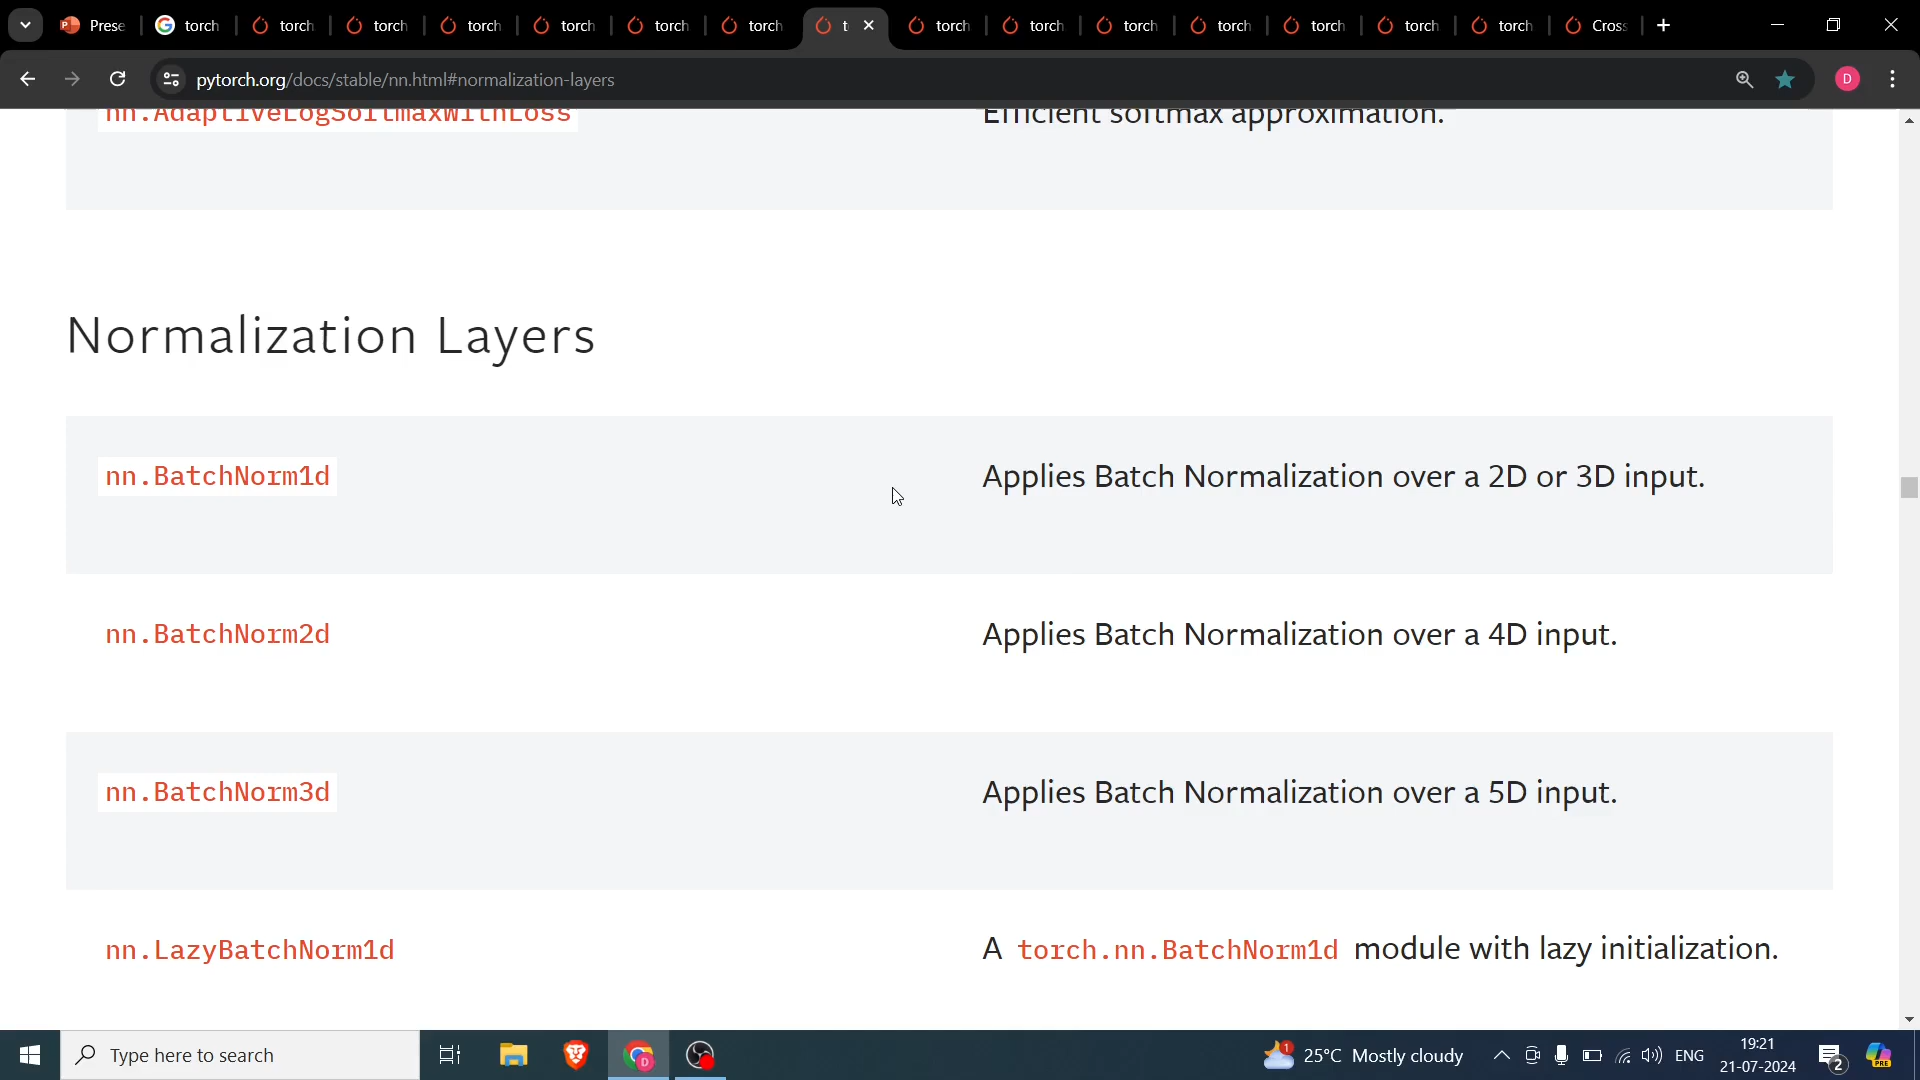 Prese
torch
torch
torch
torch
torch
torch
torch
t
torch
torch
torch
torch
torch
torch
torch
Cross
pytorch.org/docs/stable/nn.html#normalization-layers
D
nn.AdaptiveLogSoftmaxWithLoss
Efficient softmax approximation.
Normalization Layers
nn.BatchNorm1d
Applies Batch Normalization over a 2D or 3D input.
nn.BatchNorm2d
Applies Batch Normalization over a 4D input.
nn.BatchNorm3d
Applies Batch Normalization over a 5D input.
nn.LazyBatchNorm1d
A torch.nn.BatchNorm1d module with lazy initialization.
Type here to search
D
1
25°C Mostly cloudy
ENG
19:21
21-07-2024
2
PRE